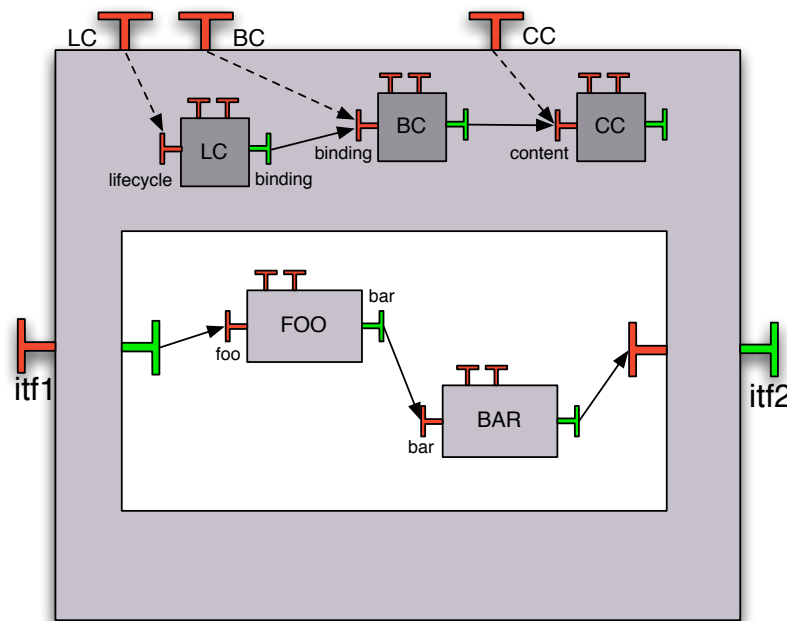 LC
BC
CC
LC
BC
CC
lifecycle
binding
binding
content
FOO
foo
bar
BAR
bar
itf1
itf2